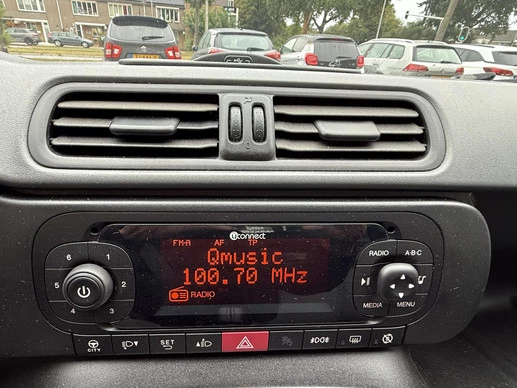 uconnect
FM-A AF TP
Qmusic
100.70 MHz
RADIO
6 1
5 2
4 3
RADIO A-B-C
MEDIA MENU
CITY SET